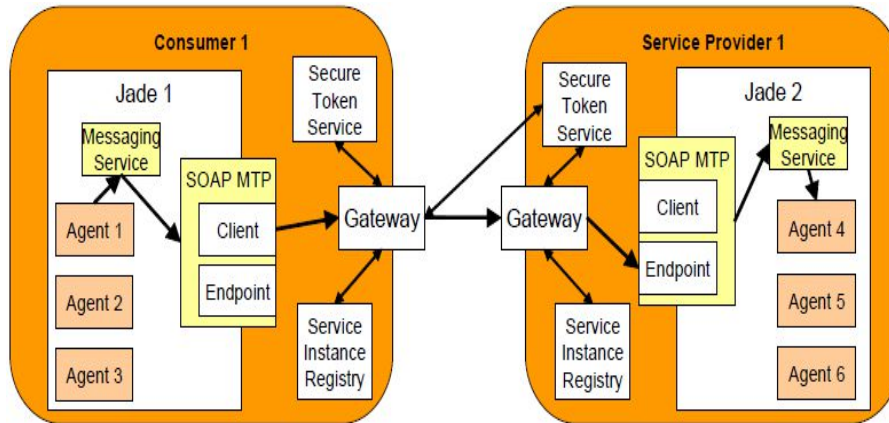 Consumer 1
Jade 1
Messaging
Service
Agent 1
Agent 2
Agent 3
SOAP MTP
Client
Endpoint
Secure
Token
Service
Gateway
Service
Instance
Registry
Service Provider 1
Secure
Token
Service
Gateway
Service
Instance
Registry
SOAP MTP
Client
Endpoint
Jade 2
Messaging
Service
Agent 4
Agent 5
Agent 6